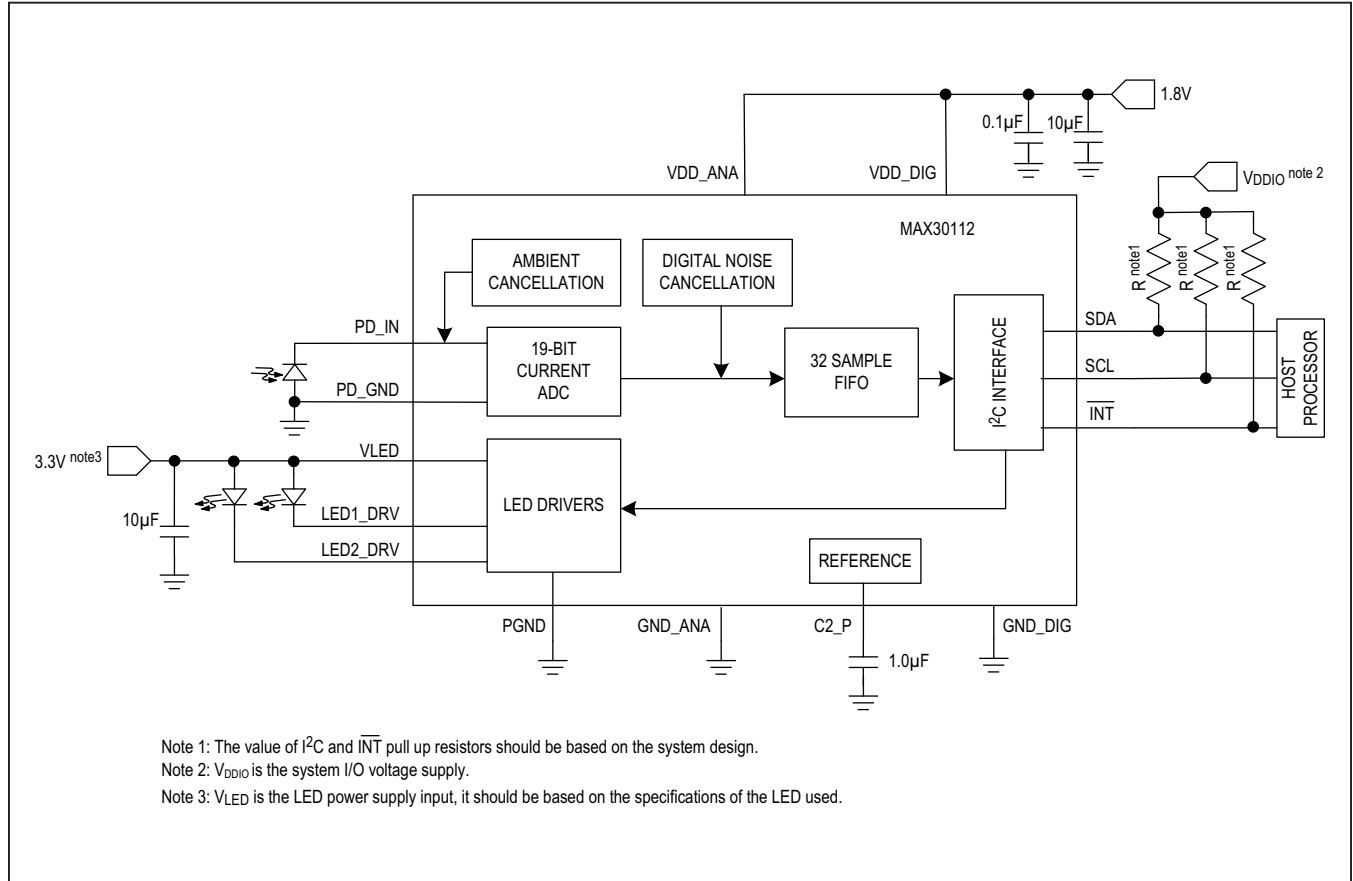 1.8V
0.1µF
10µF
VDD_ANA
VDD_DIG
VDDIO note 2
MAX30112
R note1
R note1
R note1
AMBIENT
CANCELLATION
DIGITAL NOISE
CANCELLATION
PD_IN
19-BIT
CURRENT
ADC
32 SAMPLE
FIFO
I²C INTERFACE
SDA
SCL
I̅N̅T̅
HOST
PROCESSOR
PD_GND
3.3V note3
VLED
10µF
LED DRIVERS
LED1_DRV
LED2_DRV
REFERENCE
PGND
GND_ANA
C2_P
GND_DIG
1.0µF
Note 1: The value of I²C and I̅N̅T̅ pull up resistors should be based on the system design.
Note 2: VDDIO is the system I/O voltage supply.
Note 3: VLED is the LED power supply input, it should be based on the specifications of the LED used.